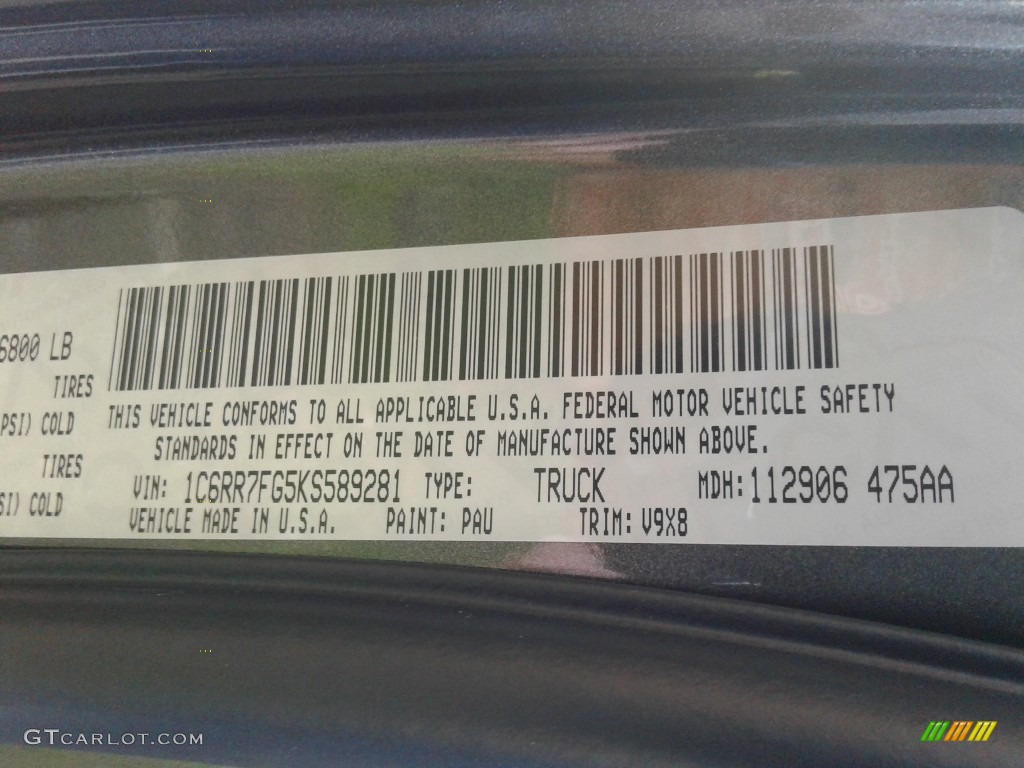 6800 LB
TIRES
PSI) COLD
TIRES
SI) COLD
THIS VEHICLE CONFORMS TO ALL APPLICABLE U.S.A. FEDERAL MOTOR VEHICLE SAFETY
STANDARDS IN EFFECT ON THE DATE OF MANUFACTURE SHOWN ABOVE.
VIN: 1C6RR7FG5KS589281 TYPE: TRUCK MDH: 112906 475AA
VEHICLE MADE IN U.S.A. PAINT: PAU TRIM: V9X8
GTCARLOT.COM